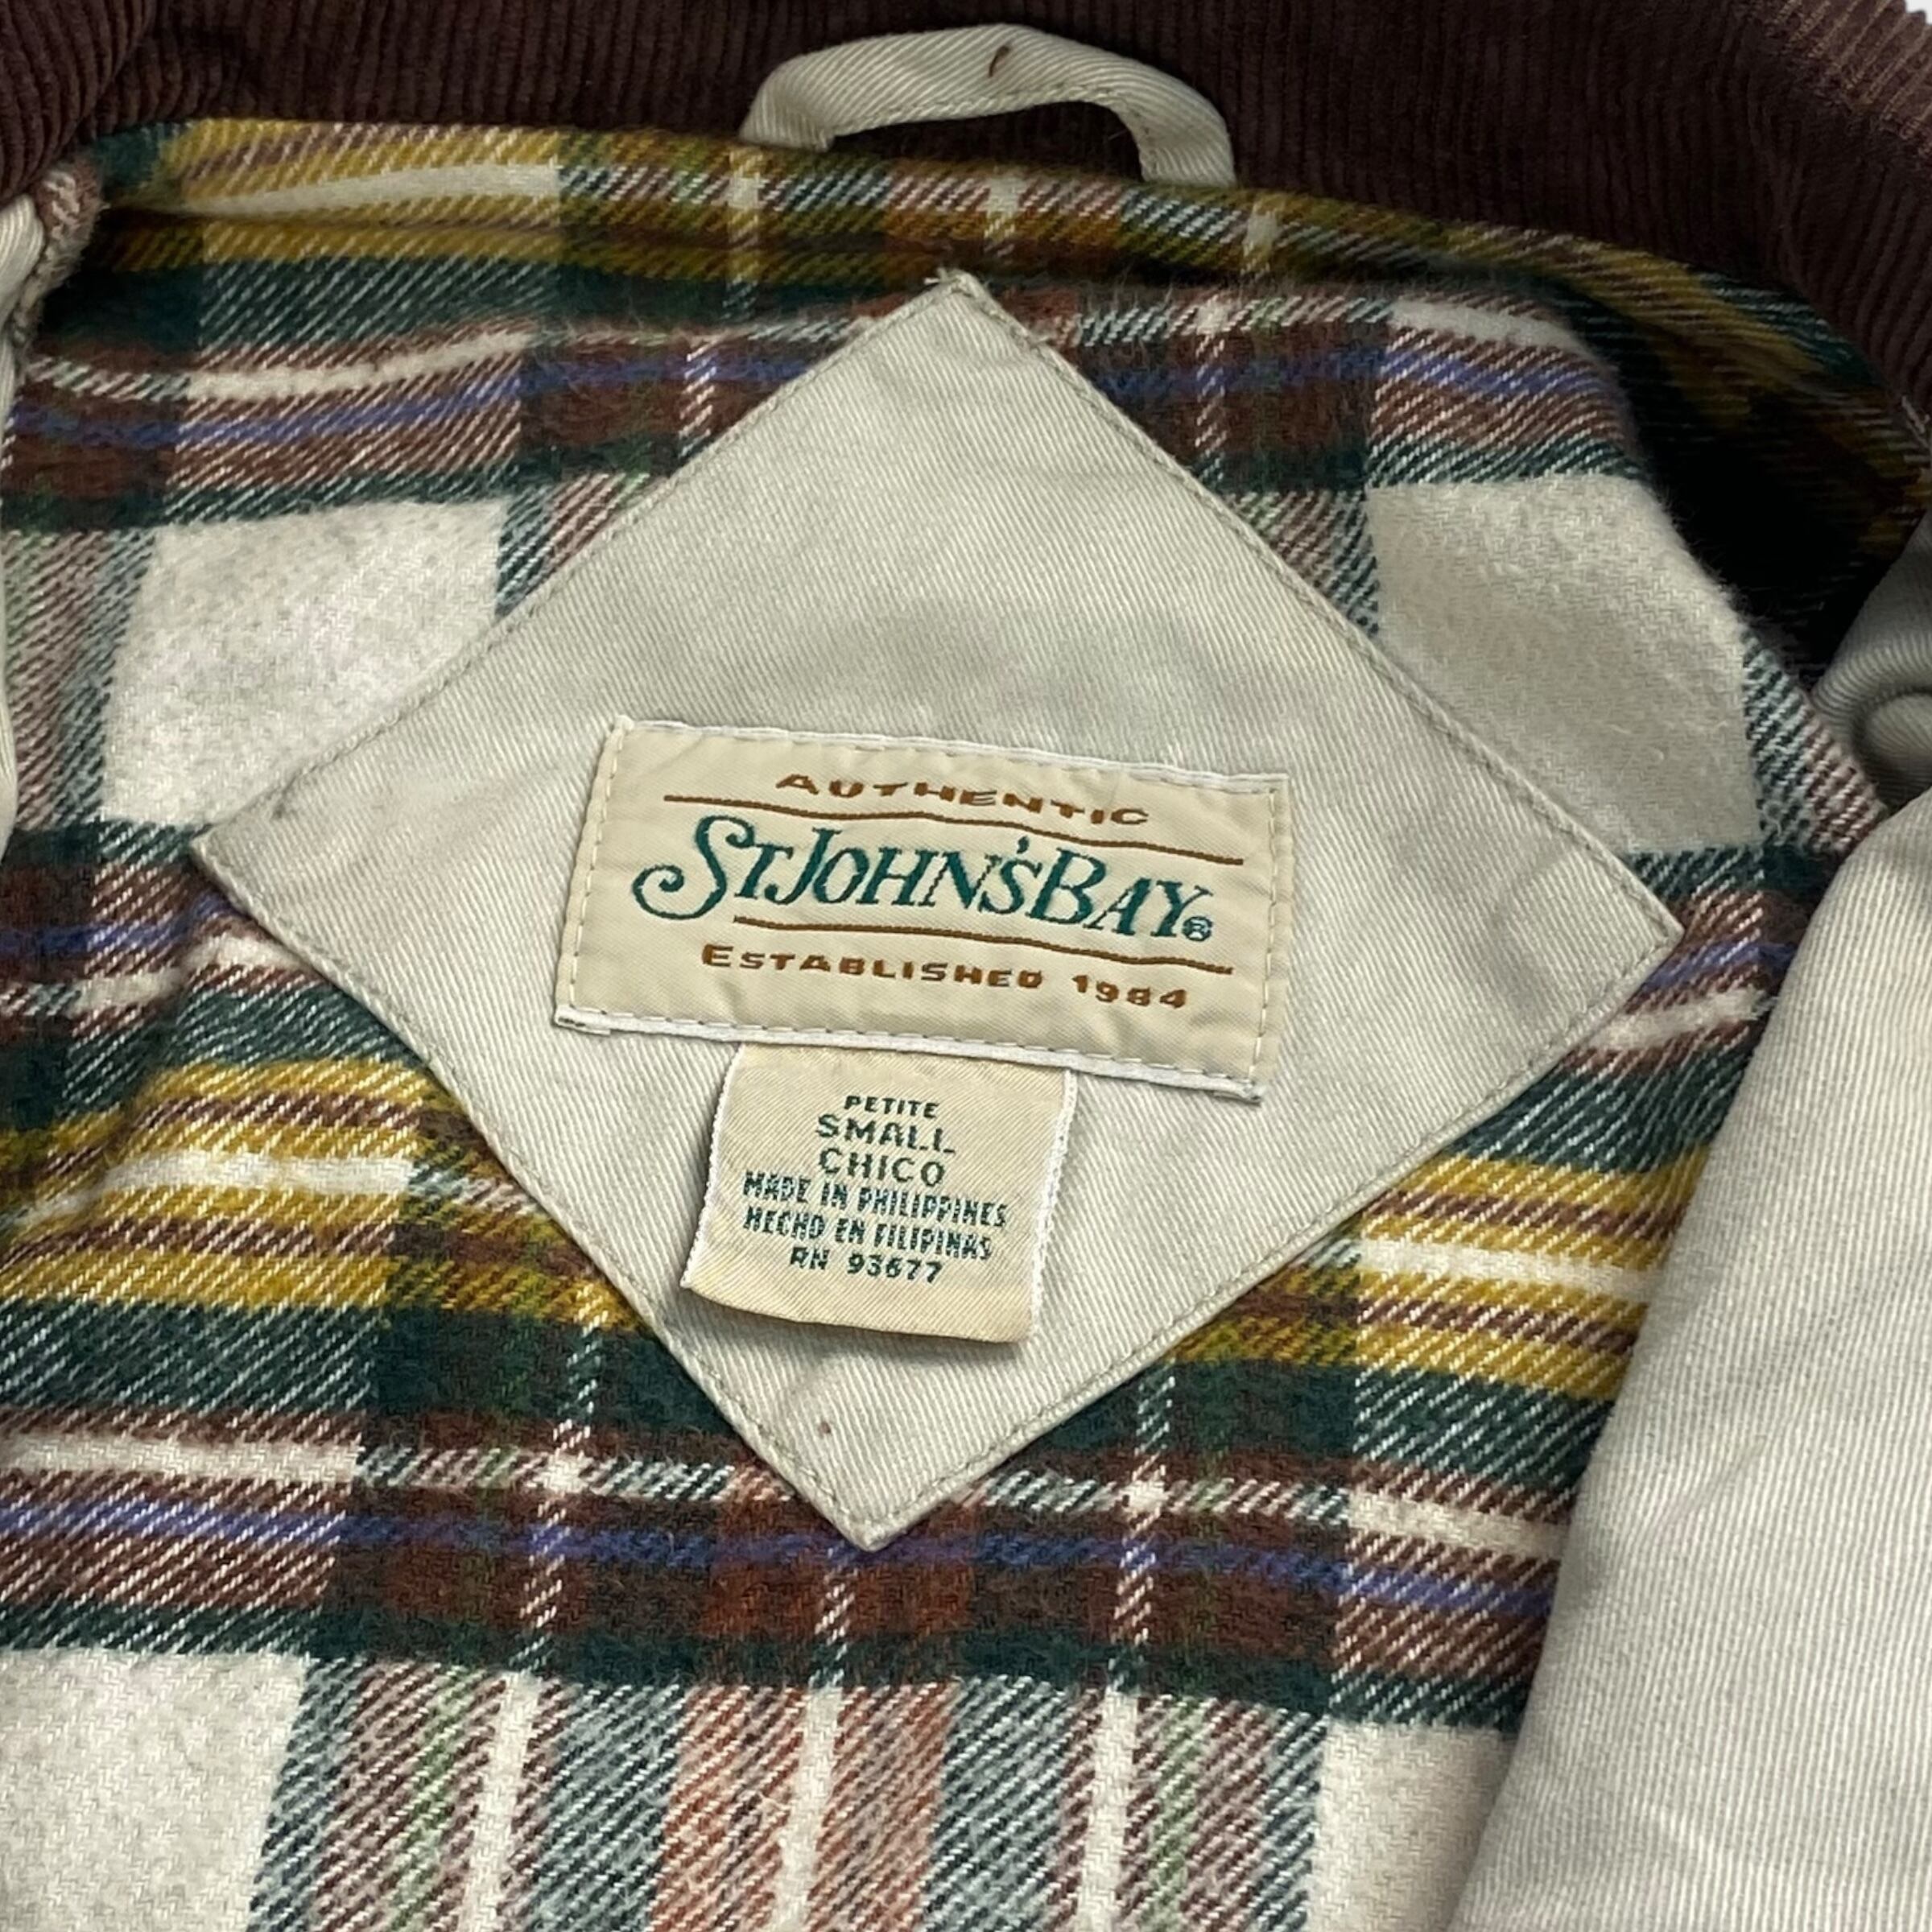 AUTHENTIC
ST. JOHN'S BAY®
ESTABLISHED 1984
PETITE
SMALL
CHICO
MADE IN PHILIPPINES
HECHO EN FILIPINAS
RN 93677